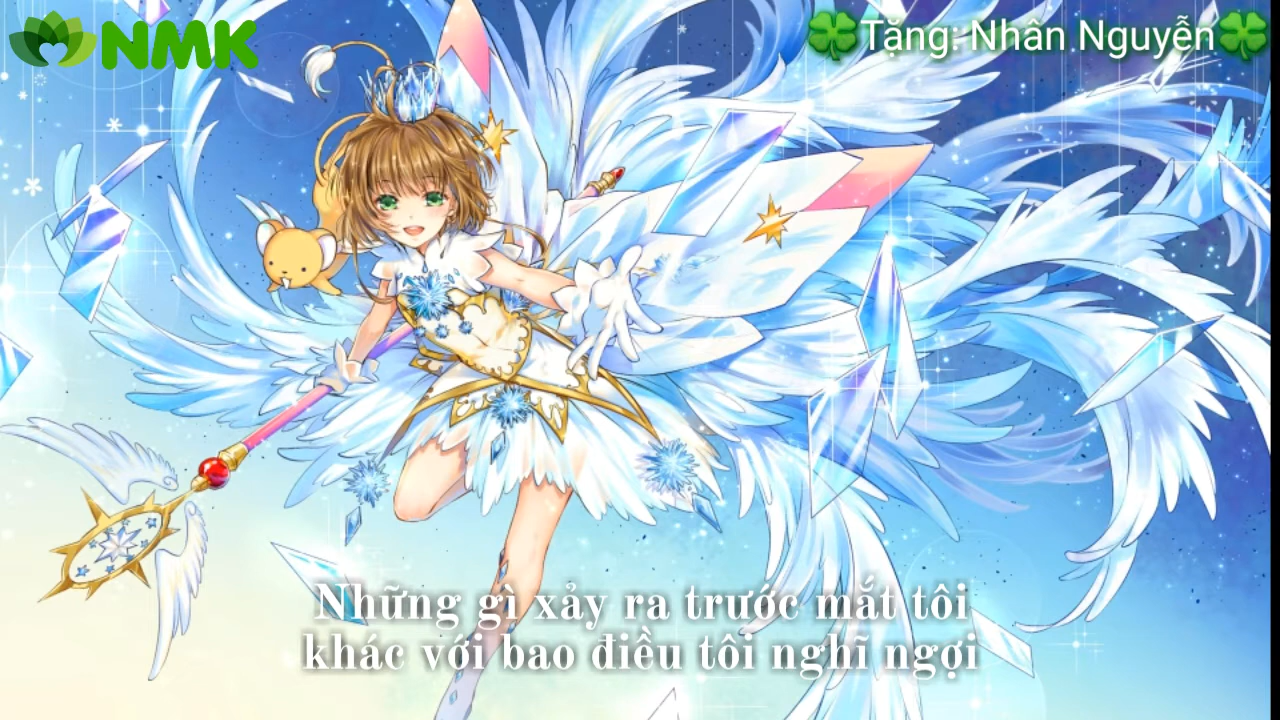 NMK
🍀Tặng: Nhân Nguyễn🍀
Những gì xảy ra trước mắt tôi
khác với bao điều tôi nghĩ ngợi